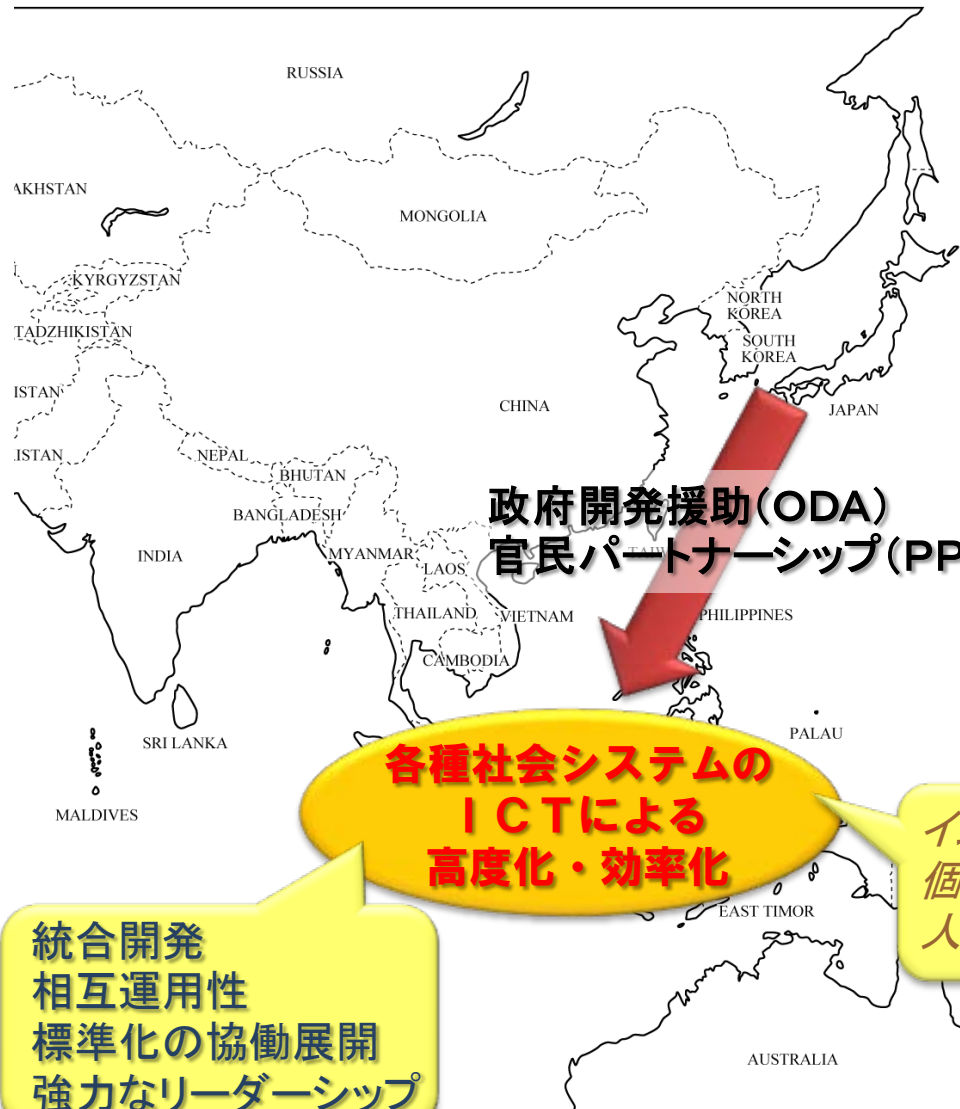 RUSSIA
AKHSTAN
MONGOLIA
KYRGYZSTAN
NORTH
KOREA
TADZHIKISTAN
SOUTH
KOREA
ISTAN
CHINA
JAPAN
ISTAN
NEPAL
BHUTAN
政府開発援助(ODA)
BANGLADESH
官民パートナーシップ(PP
INDIA
MYANMAR
LAOS
THAILAND
VIETNAM
PHILIPPINES
CAMBODIA
PALAU
SRI LANKA
各種社会システムの
ICTによる
高度化・効率化
MALDIVES
個
人
EAST TIMOR
統合開発
相互運用性
標準化の協働展開
強力なリーダーシップ
AUSTRALIA